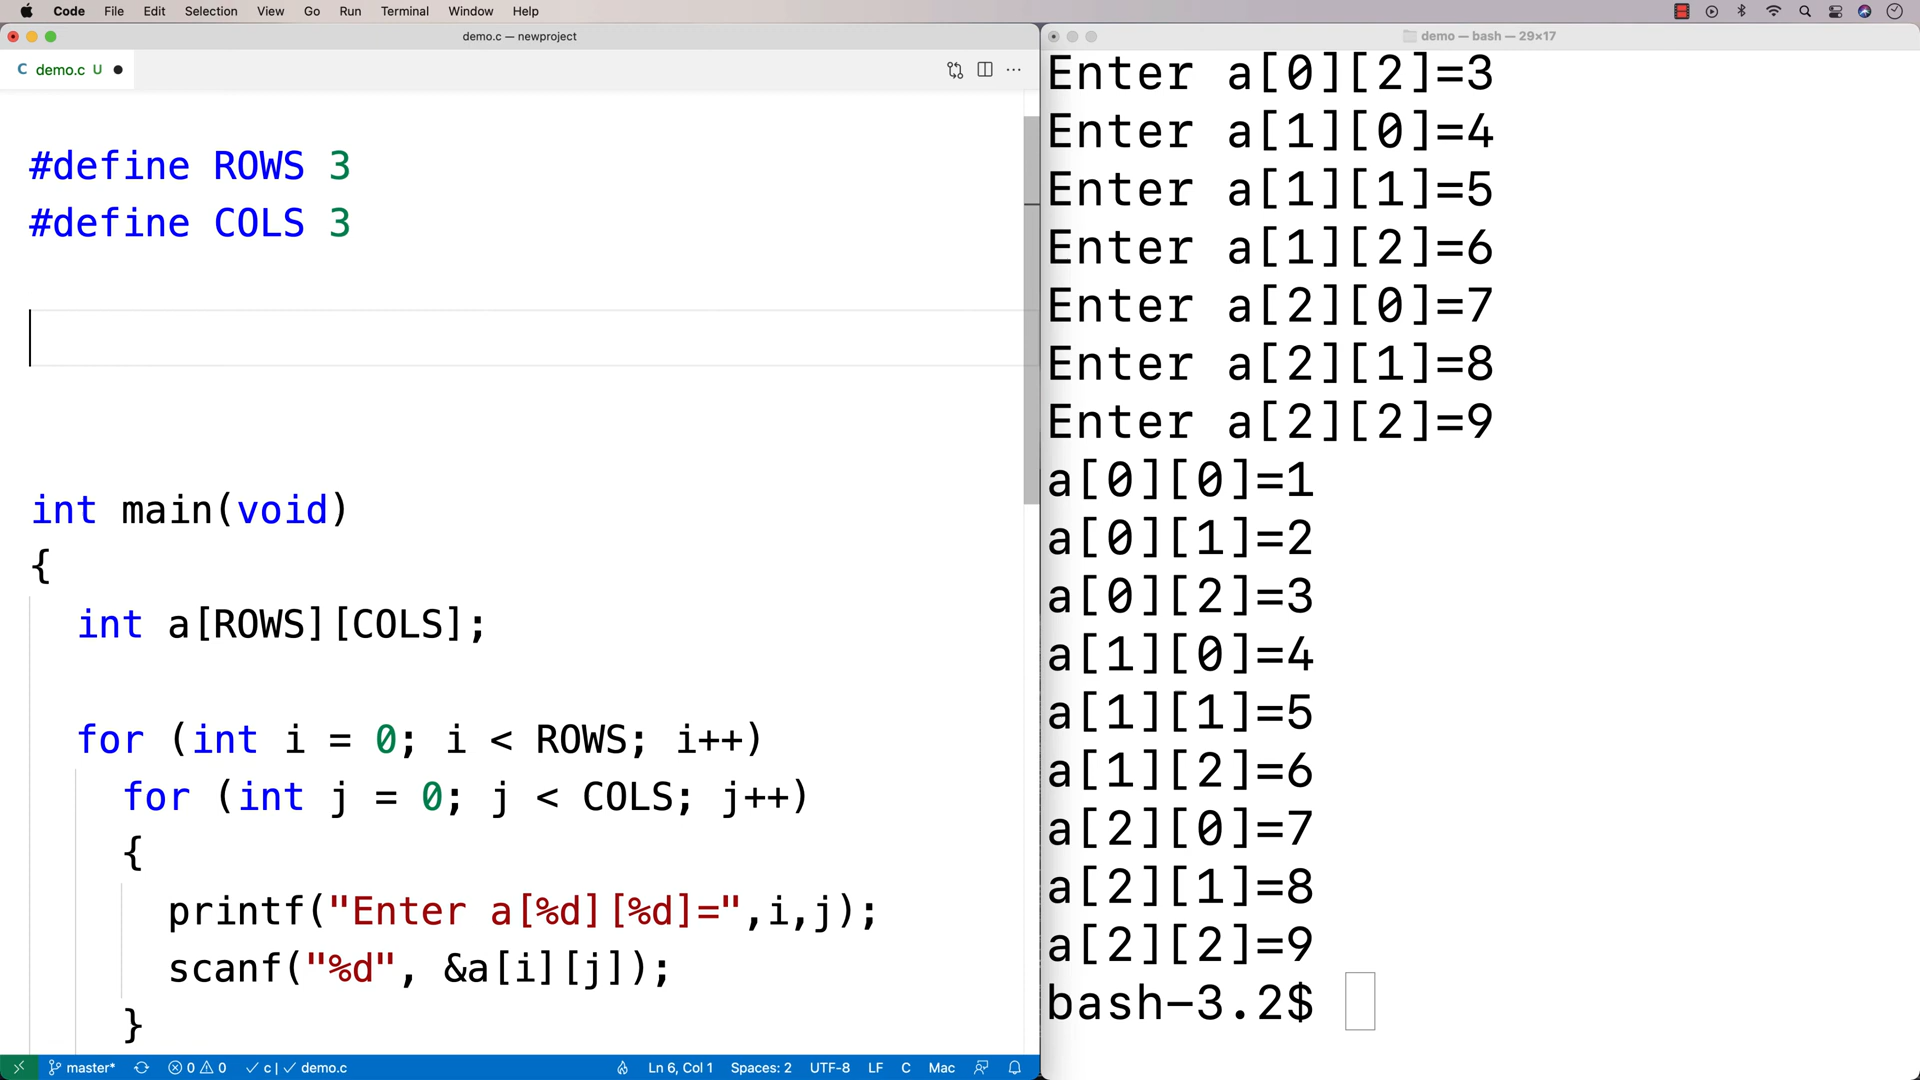 Code File Edit Selection View Go Run Terminal Window Help
demo.c — newproject
C demo.c U
#define ROWS 3
#define COLS 3
int main(void)
{
int a[ROWS][COLS];
for (int i = 0; i < ROWS; i++)
for (int j = 0; j < COLS; j++)
{
printf("Enter a[%d][%d]=",i,j);
scanf("%d", &a[i][j]);
}
master* 0 0 c | demo.c Ln 6, Col 1 Spaces: 2 UTF-8 LF C Mac
demo — bash — 29×17
Enter a[0][2]=3
Enter a[1][0]=4
Enter a[1][1]=5
Enter a[1][2]=6
Enter a[2][0]=7
Enter a[2][1]=8
Enter a[2][2]=9
a[0][0]=1
a[0][1]=2
a[0][2]=3
a[1][0]=4
a[1][1]=5
a[1][2]=6
a[2][0]=7
a[2][1]=8
a[2][2]=9
bash-3.2$